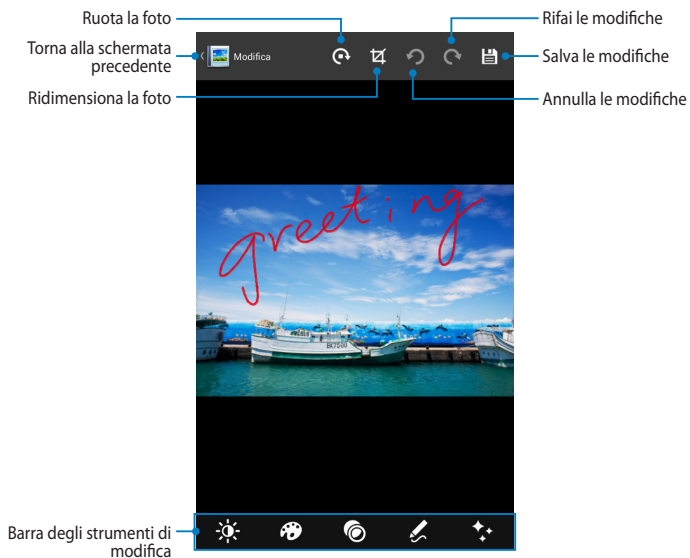 Ruota la foto
Rifai le modifiche
Torna alla schermata
precedente
Modifica
Salva le modifiche
Ridimensiona la foto
Annulla le modifiche
greeting
BI7500
Barra degli strumenti di
modifica